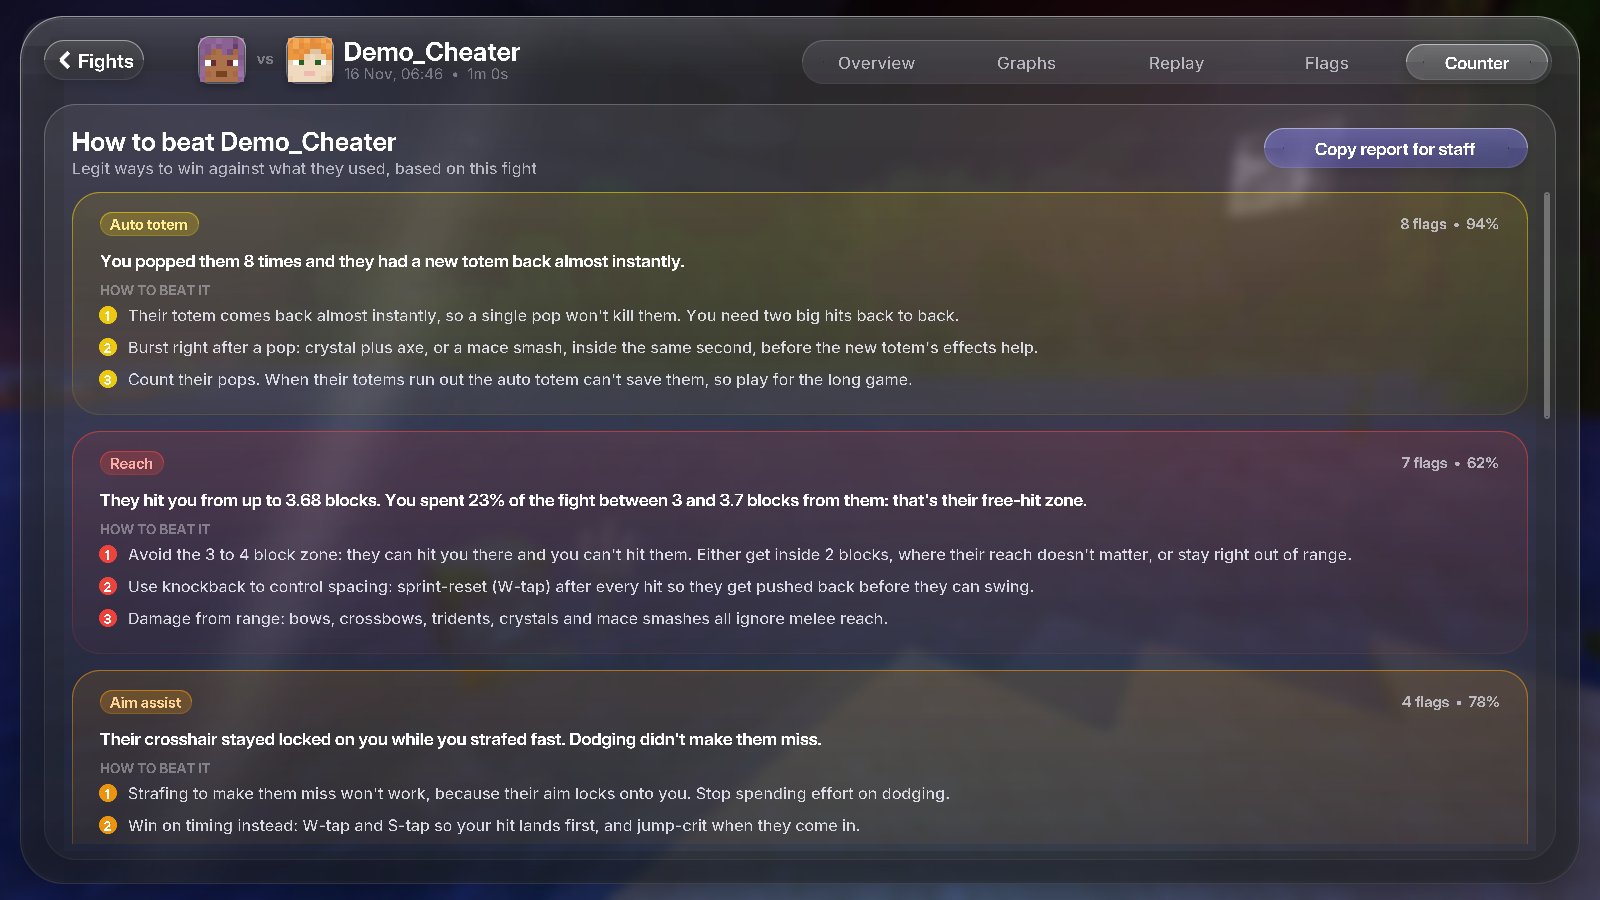 Fights
vs
Demo_Cheater
16 Nov, 06:46 • 1m 0s
Overview
Graphs
Replay
Flags
Counter
How to beat Demo_Cheater
Legit ways to win against what they used, based on this fight
Copy report for staff
Auto totem
8 flags • 94%
You popped them 8 times and they had a new totem back almost instantly.
HOW TO BEAT IT
1 Their totem comes back almost instantly, so a single pop won't kill them. You need two big hits back to back.
2 Burst right after a pop: crystal plus axe, or a mace smash, inside the same second, before the new totem's effects help.
3 Count their pops. When their totems run out the auto totem can't save them, so play for the long game.
Reach
7 flags • 62%
They hit you from up to 3.68 blocks. You spent 23% of the fight between 3 and 3.7 blocks from them: that's their free-hit zone.
HOW TO BEAT IT
1 Avoid the 3 to 4 block zone: they can hit you there and you can't hit them. Either get inside 2 blocks, where their reach doesn't matter, or stay right out of range.
2 Use knockback to control spacing: sprint-reset (W-tap) after every hit so they get pushed back before they can swing.
3 Damage from range: bows, crossbows, tridents, crystals and mace smashes all ignore melee reach.
Aim assist
4 flags • 78%
Their crosshair stayed locked on you while you strafed fast. Dodging didn't make them miss.
HOW TO BEAT IT
1 Strafing to make them miss won't work, because their aim locks onto you. Stop spending effort on dodging.
2 Win on timing instead: W-tap and S-tap so your hit lands first, and jump-crit when they come in.